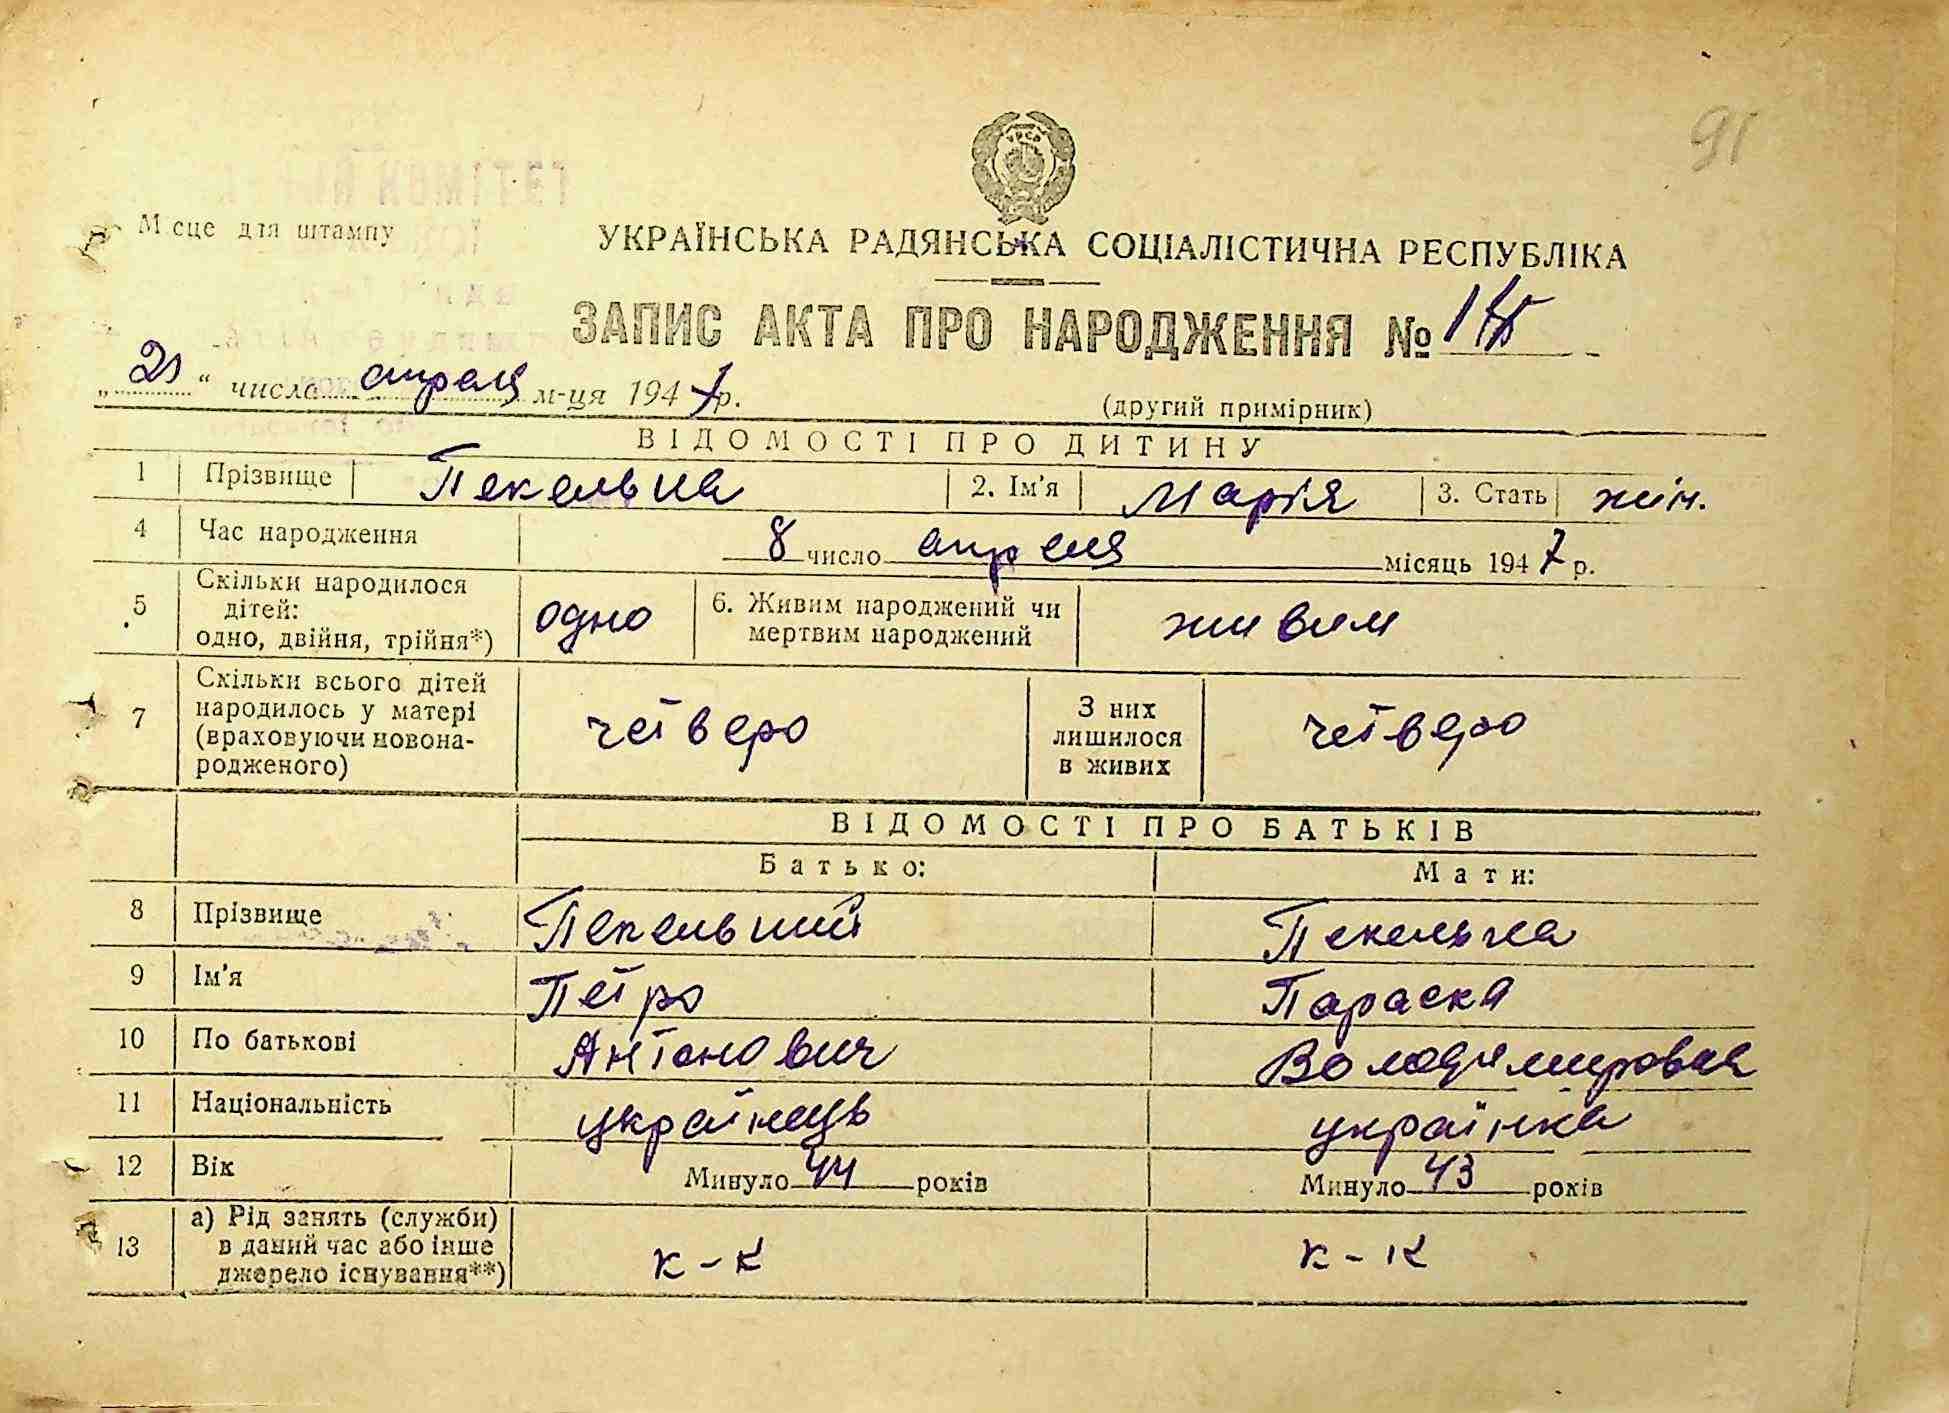 91
Місце для штампу
УКРАЇНСЬКА РАДЯНСЬКА СОЦІАЛІСТИЧНА РЕСПУБЛІКА
ЗАПИС АКТА ПРО НАРОДЖЕННЯ №
„21“ числа апреля м-ця 1947 р.
(другий примірник)
ВІДОМОСТІ ПРО ДИТИНУ
1 Прізвище Пекельна 2. Ім'я Марія 3. Стать жін.
4 Час народження 8 число апреля місяць 1947 р.
5 Скільки народилося дітей: одно, двійня, трійня*) одно 6. Живим народжений чи мертвим народжений живим
7 Скільки всього дітей народилось у матері (враховуючи новонародженого) четверо З них лишилося в живих четверо
ВІДОМОСТІ ПРО БАТЬКІВ
Батько: Мати:
8 Прізвище Пекельний Пекельна
9 Ім'я Петро Параска
10 По батькові Антонович Володимировна
11 Національність українець українка
12 Вік Минуло 44 років Минуло 43 років
13 а) Рід занять (служби) в даний час або інше джерело існування**) к-к к-к